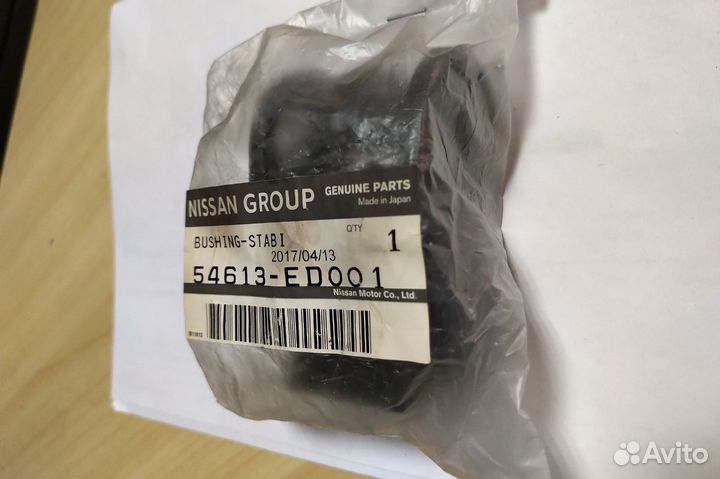 NISSAN GROUP
GENUINE PARTS
Made in Japan
BUSHING-STABI
QTY
1
2017/04/13
54613-ED001
Nissan Motor Co., Ltd.
Avito